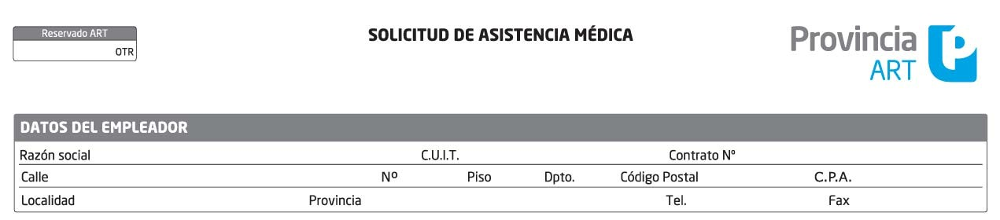 Reservado ART
OTR
SOLICITUD DE ASISTENCIA MÉDICA
Provincia
ART
DATOS DEL EMPLEADOR
Razón social C.U.I.T. Contrato Nº
Calle Nº Piso Dpto. Código Postal C.P.A.
Localidad Provincia Tel. Fax